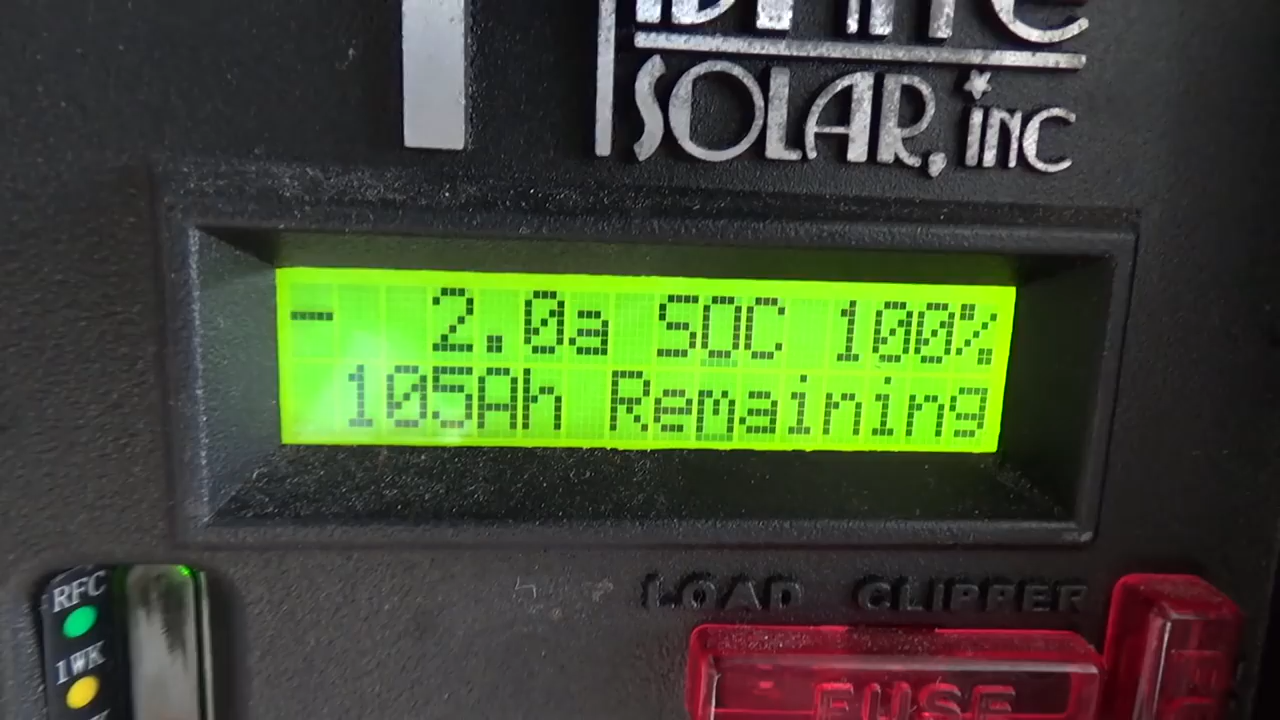 SOLAR, iNC
- 2.0a SOC 100%
105Ah Remaining
RFC
1WK
LOAD CLIPPER
FUSE